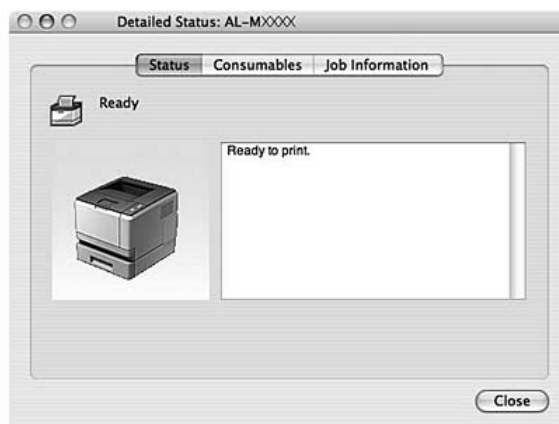 Detailed Status: AL-MXXXX
Status Consumables Job Information
Ready
Ready to print.
Close